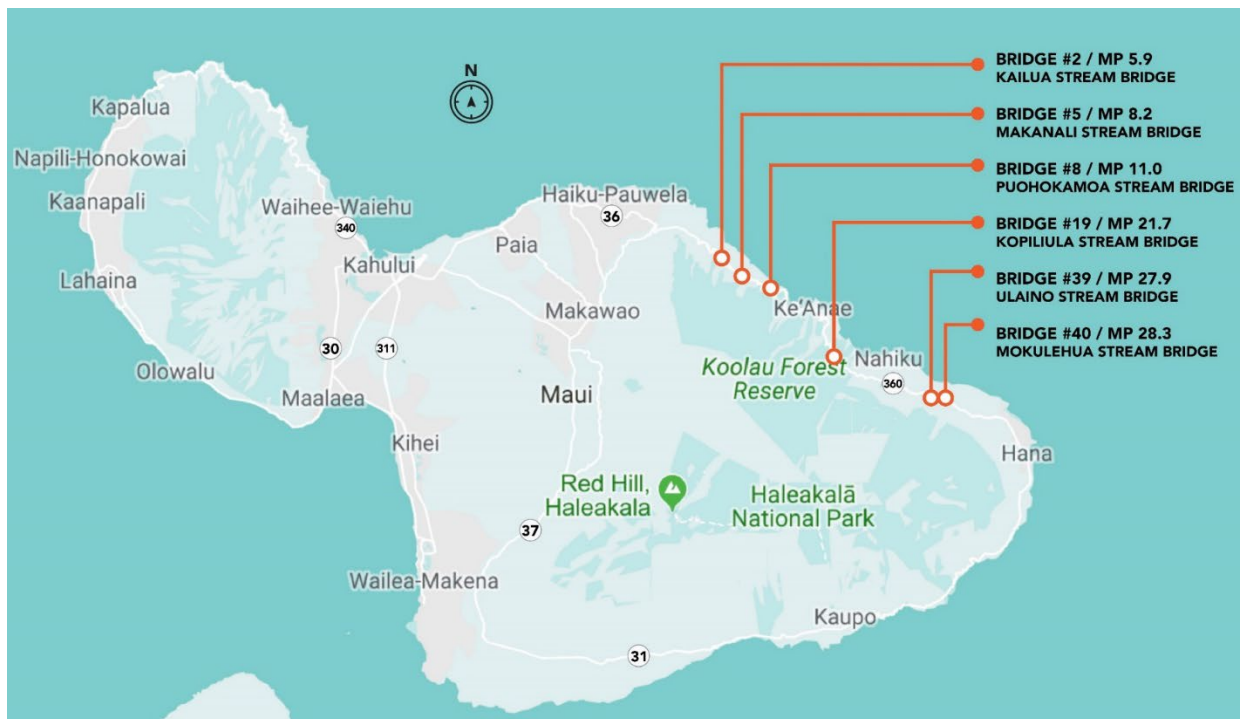 N
BRIDGE #2 / MP 5.9
KAILUA STREAM BRIDGE
BRIDGE #5 / MP 8.2
MAKANALI STREAM BRIDGE
BRIDGE #8 / MP 11.0
PUOHOKAMOA STREAM BRIDGE
BRIDGE #19 / MP 21.7
KOPILIULA STREAM BRIDGE
BRIDGE #39 / MP 27.9
ULAINO STREAM BRIDGE
BRIDGE #40 / MP 28.3
MOKULEHUA STREAM BRIDGE
Kapalua
Napili-Honokowai
Kaanapali
Lahaina
Olowalu
Waihee-Waiehu
340
Kahului
30
311
Maalaea
Kihei
Wailea-Makena
Haiku-Pauwela
36
Paia
Makawao
Maui
37
31
Ke'Anae
Koolau Forest
Reserve
Nahiku
360
Hana
Red Hill,
Haleakala
Haleakalā
National Park
Kaupo